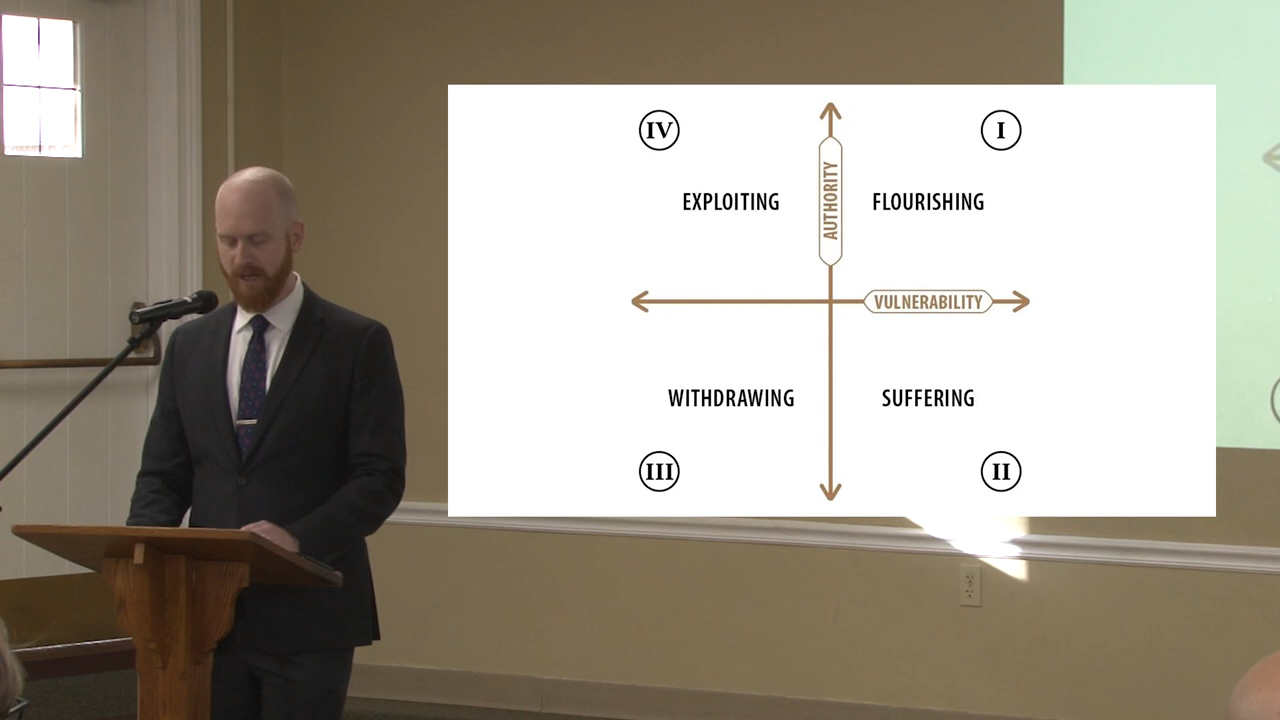 IV
I
EXPLOITING
AUTHORITY
FLOURISHING
VULNERABILITY
WITHDRAWING
SUFFERING
III
II